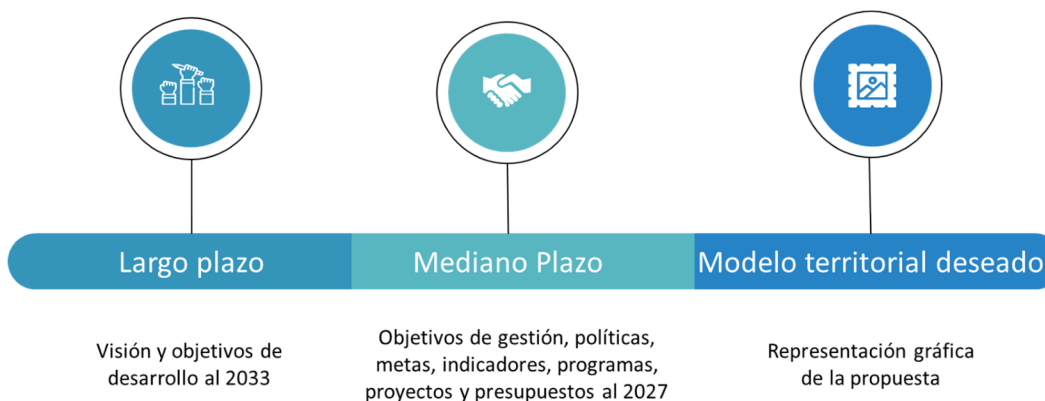 Largo plazo
Mediano Plazo
Modelo territorial deseado
Visión y objetivos de
desarrollo al 2033
Objetivos de gestión, políticas,
metas, indicadores, programas,
proyectos y presupuestos al 2027
Representación gráfica
de la propuesta